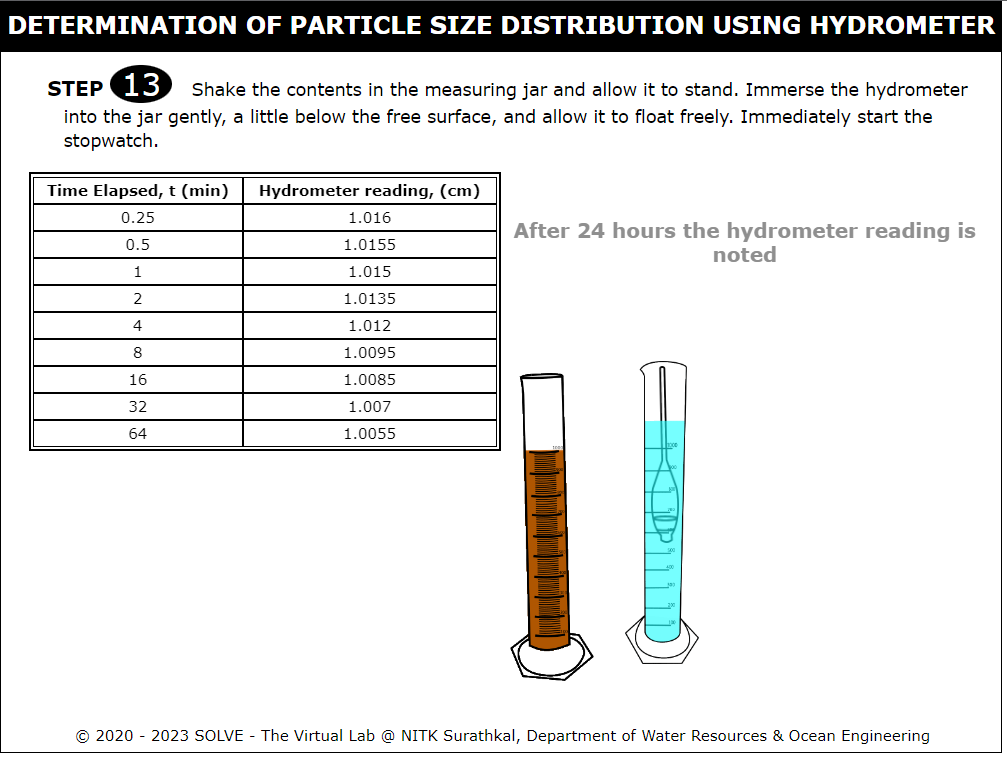 DETERMINATION OF PARTICLE SIZE DISTRIBUTION USING HYDROMETER
STEP 13 Shake the contents in the measuring jar and allow it to stand. Immerse the hydrometer
into the jar gently, a little below the free surface, and allow it to float freely. Immediately start the
stopwatch.
Time Elapsed, t (min) Hydrometer reading, (cm)
0.25 1.016
0.5 1.0155
1 1.015
2 1.0135
4 1.012
8 1.0095
16 1.0085
32 1.007
64 1.0055
After 24 hours the hydrometer reading is
noted
© 2020 - 2023 SOLVE - The Virtual Lab @ NITK Surathkal, Department of Water Resources & Ocean Engineering